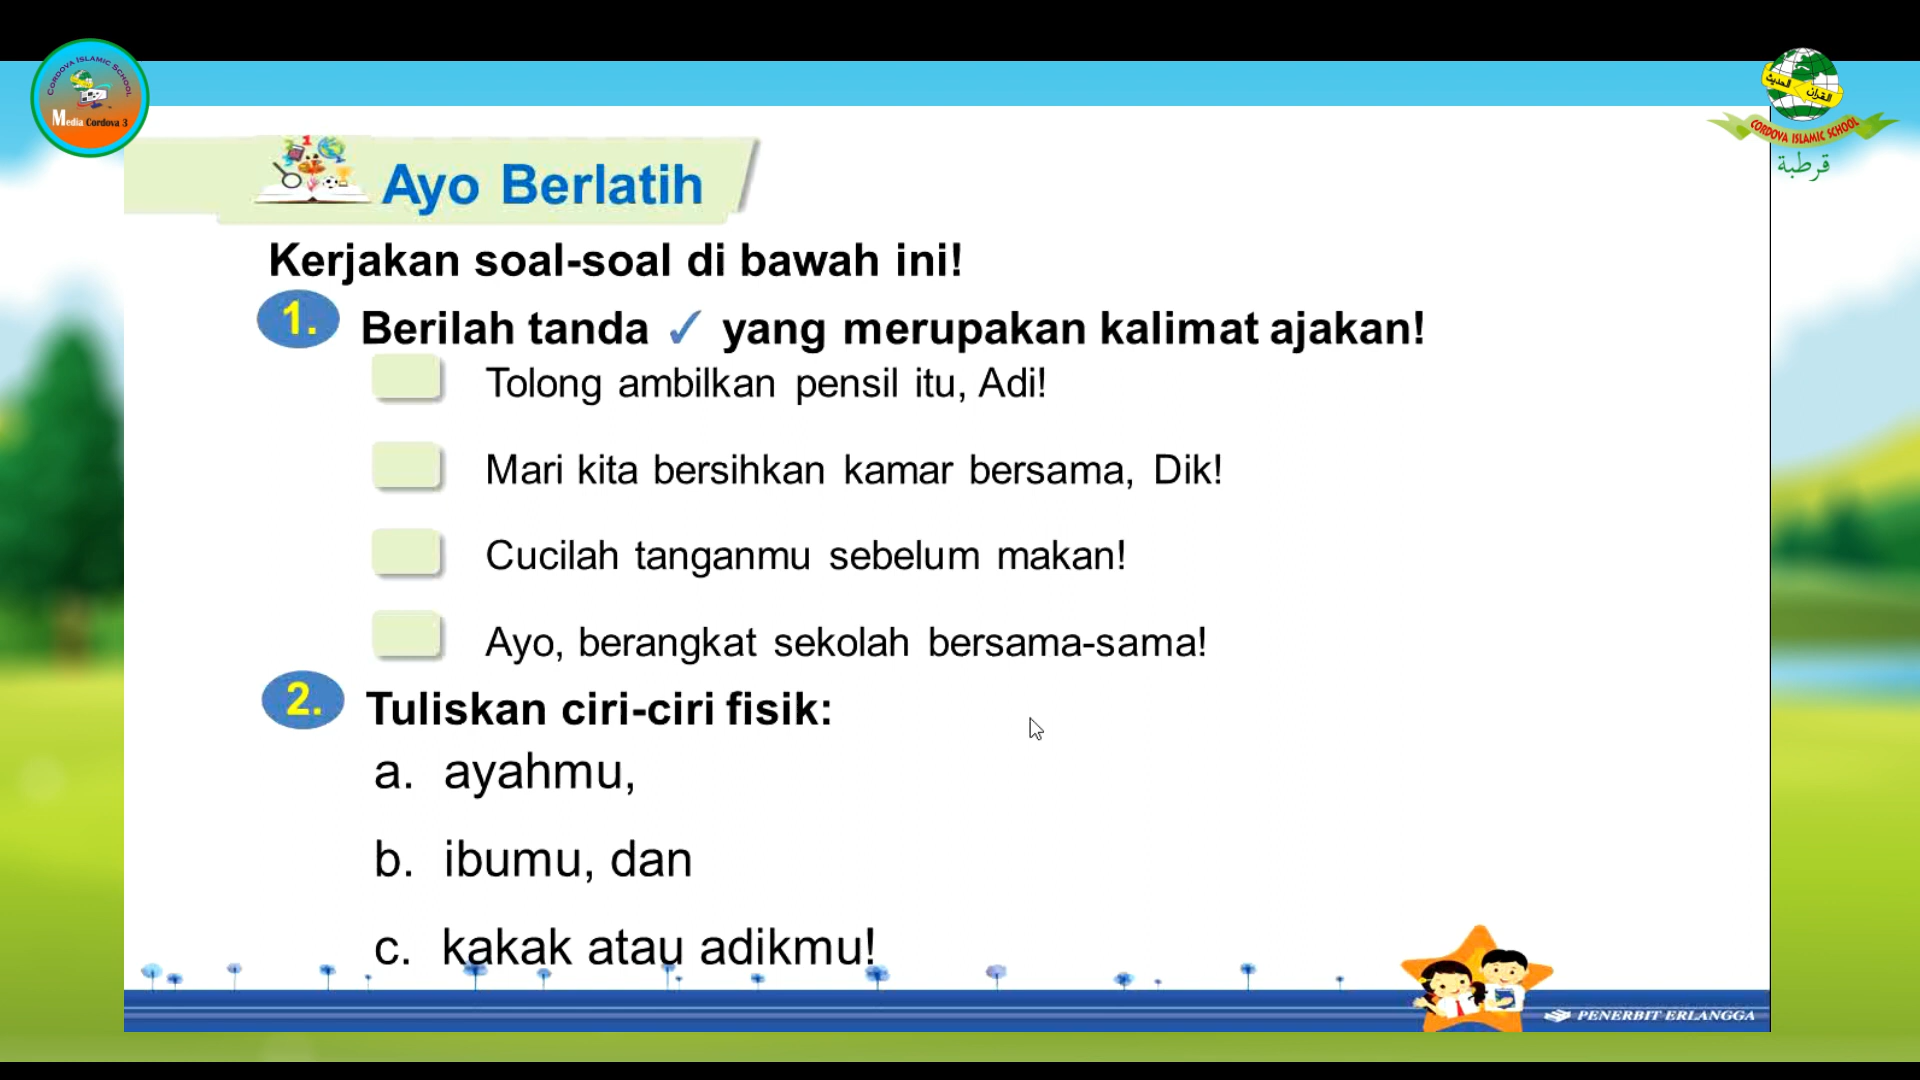 CORDOVA ISLAMIC SCHOOL
Media Cordova 3
القرآن الحديث
CORDOVA ISLAMIC SCHOOL
قرطبة
Ayo Berlatih
Kerjakan soal-soal di bawah ini!
1. Berilah tanda ✓ yang merupakan kalimat ajakan!
Tolong ambilkan pensil itu, Adi!
Mari kita bersihkan kamar bersama, Dik!
Cucilah tanganmu sebelum makan!
Ayo, berangkat sekolah bersama-sama!
2. Tuliskan ciri-ciri fisik:
a. ayahmu,
b. ibumu, dan
c. kakak atau adikmu!
PENERBIT ERLANGGA